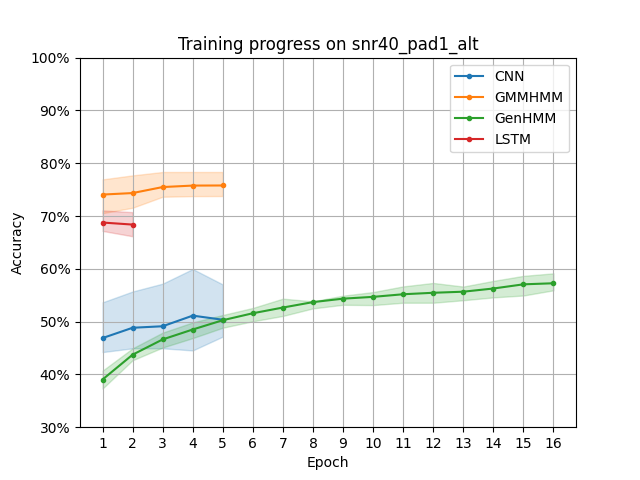 Training progress on snr40_pad1_alt
100%
90%
80%
70%
60%
50%
40%
30%
Accuracy
CNN
GMMHMM
GenHMM
LSTM
1 2 3 4 5 6 7 8 9 10 11 12 13 14 15 16
Epoch